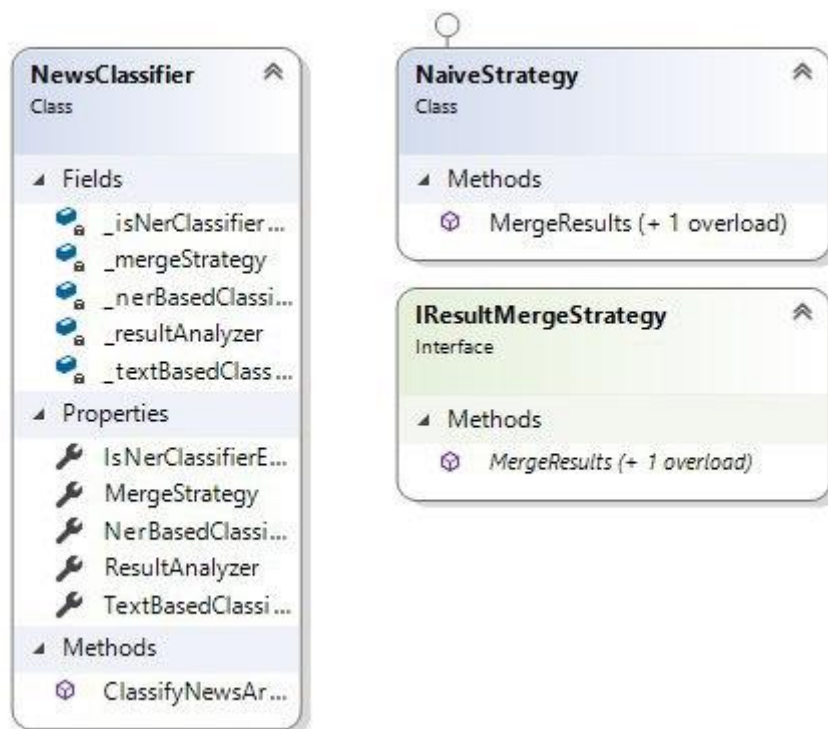 NewsClassifier
Class
Fields
_isNerClassifier...
_mergeStrategy
_nerBasedClassi...
_resultAnalyzer
_textBasedClass...
Properties
IsNerClassifierE...
MergeStrategy
NerBasedClassi...
ResultAnalyzer
TextBasedClassi...
Methods
ClassifyNewsAr...
NaiveStrategy
Class
Methods
MergeResults (+ 1 overload)
IResultMergeStrategy
Interface
Methods
MergeResults (+ 1 overload)